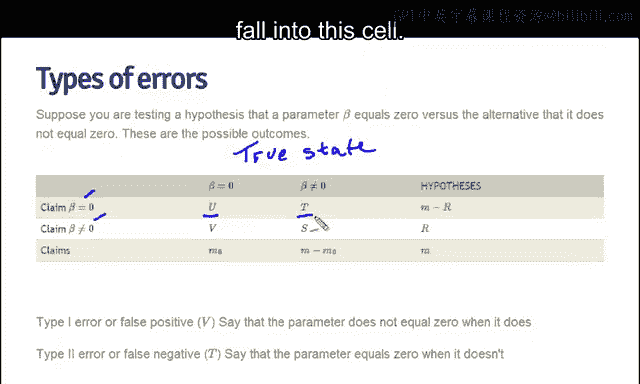 fall into this cell.
Types of errors
Suppose you are testing a hypothesis that a parameter β equals zero versus the alternative that it does
not equal zero. These are the possible outcomes.
True state
β = 0 β ≠ 0 HYPOTHESES
Claim β = 0 U T m − R
Claim β ≠ 0 V S R
Claims m₀ m − m₀ m
Type I error or false positive (V) Say that the parameter does not equal zero when it does
Type II error or false negative (T) Say that the parameter equals zero when it doesn't